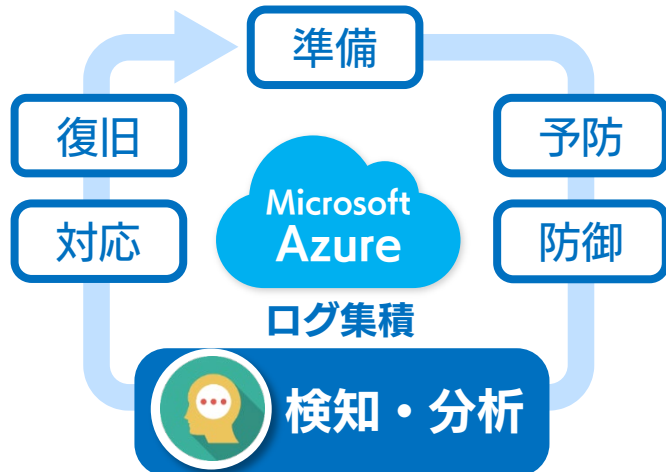 準備
復旧
予防
対応
防御
Microsoft
Azure
ログ集積
検知・分析